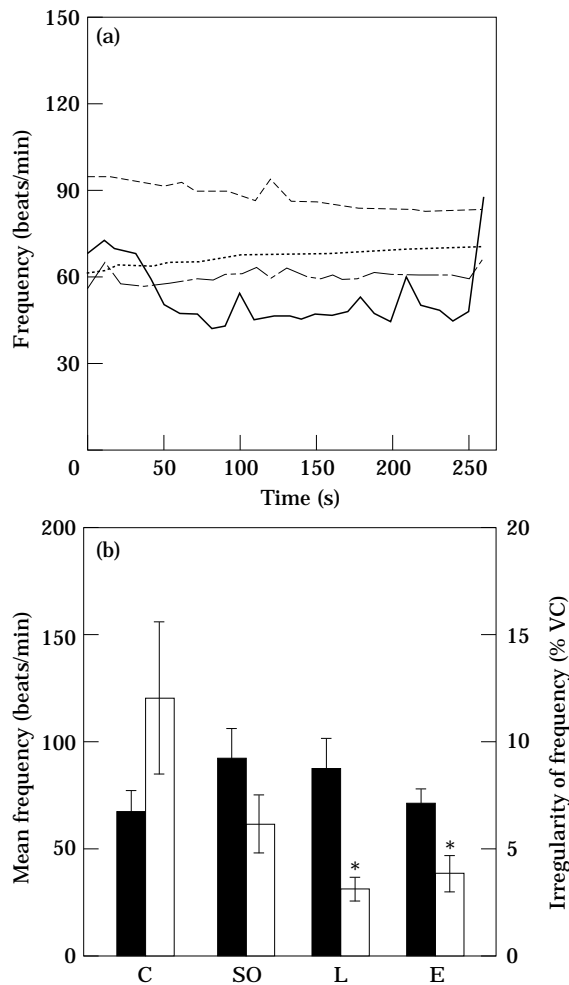 (a)
150
120
90
60
30
0
50
100
150
200
250
Frequency (beats/min)
Time (s)
(b)
200
150
100
50
0
Mean frequency (beats/min)
20
15
10
5
0
Irregularity of frequency (% VC)
*
*
C
SO
L
E